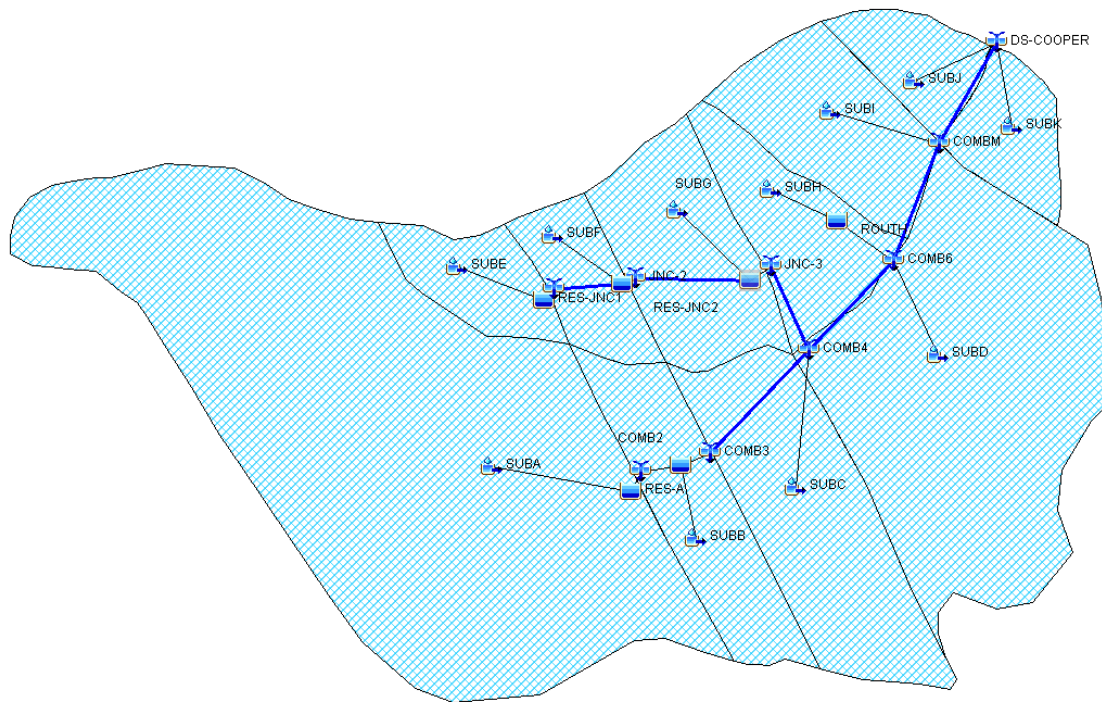 DS-COOPER
SUBJ
SUBI
SUBK
COMBM
SUBG
SUBH
ROUTH
SUBF
COMB6
SUBE
JNC-2
JNC-3
RES-JNC1
RES-JNC2
COMB4
SUBD
COMB2
COMB3
SUBA
RES-A
SUBC
SUBB